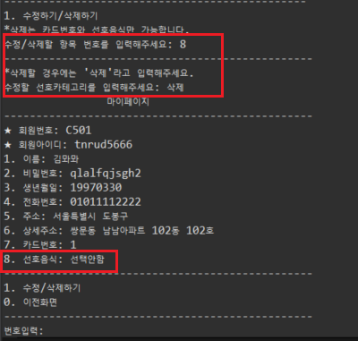 1. 수정하기/삭제하기
*삭제는 카드번호와 선호음식만 가능합니다.
수정/삭제할 항목 번호를 입력해주세요: 8
*삭제할 경우에는 '삭제'라고 입력해주세요.
수정할 선호카테고리를 입력해주세요: 삭제
마이페이지
★ 회원번호: C501
★ 회원아이디: tnrud5666
1. 이름: 김와와
2. 비밀번호: qlalfqjsgh2
3. 생년월일: 19970330
4. 전화번호: 01011112222
5. 주소: 서울특별시 도봉구
6. 상세주소: 쌍문동 남남아파트 102동 102호
7. 카드번호: 1
8. 선호음식: 선택안함
1. 수정/삭제하기
0. 이전화면
번호입력: